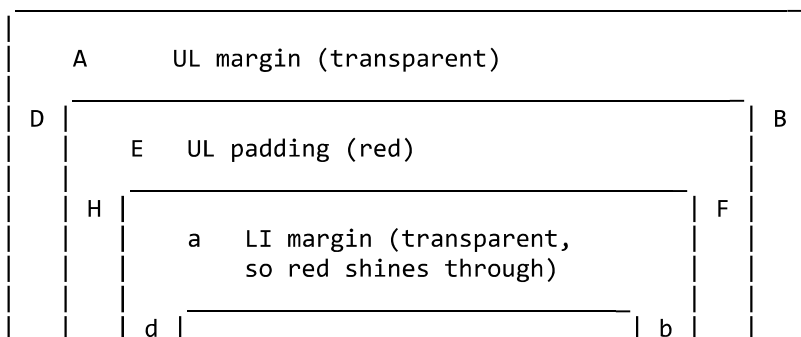 A UL margin (transparent)
D B
E UL padding (red)
H F
a LI margin (transparent,
so red shines through)
d b